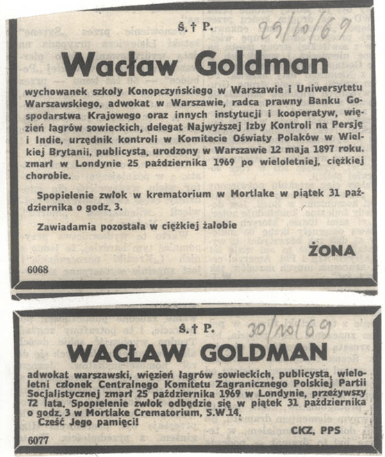 Ś. † P.
29/10/69
Wacław Goldman
wychowanek szkoły Konopczyńskiego w Warszawie i Uniwersytetu
Warszawskiego, adwokat w Warszawie, radca prawny Banku Go-
spodarstwa Krajowego oraz innych instytucji i kooperatyw, wię-
zień łagrów sowieckich, delegat Najwyższej Izby Kontroli na Persję
i Indie, urzędnik kontroli w Komitecie Oświaty Polaków w Wiel-
kiej Brytanii, publicysta, urodzony w Warszawie 12 maja 1897 roku.
zmarł w Londynie 25 października 1969 po wieloletniej, ciężkiej
chorobie.
Spopielenie zwłok w krematorium w Mortlake w piątek 31 paź-
dziernika o godz. 3.
Zawiadamia pozostała w ciężkiej żałobie
ŻONA
6068
Ś. † P.
30/10/69
WACŁAW GOLDMAN
adwokat warszawski, więzień łagrów sowieckich, publicysta, wielo-
letni członek Centralnego Komitetu Zagranicznego Polskiej Partii
Socjalistycznej zmarł 25 października 1969 w Londynie, przeżywszy
72 lata. Spopielenie zwłok odbędzie się w piątek 31 października
o godz. 3 w Mortlake Crematorium, S.W.14.
Cześć Jego pamięci!
CKZ, PPS
6077